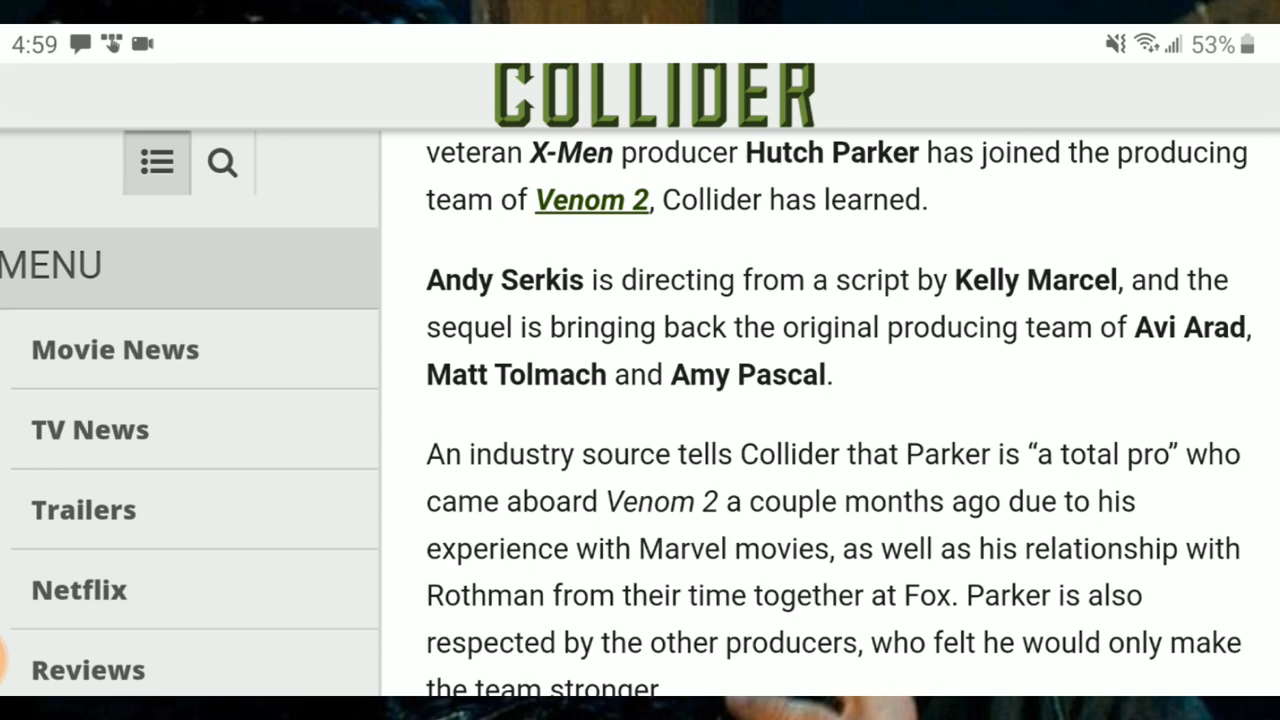 4:59 53%
COLLIDER
veteran X-Men producer Hutch Parker has joined the producing
team of Venom 2, Collider has learned.
MENU
Movie News
TV News
Trailers
Netflix
Reviews
Andy Serkis is directing from a script by Kelly Marcel, and the
sequel is bringing back the original producing team of Avi Arad,
Matt Tolmach and Amy Pascal.
An industry source tells Collider that Parker is “a total pro” who
came aboard Venom 2 a couple months ago due to his
experience with Marvel movies, as well as his relationship with
Rothman from their time together at Fox. Parker is also
respected by the other producers, who felt he would only make
the team stronger